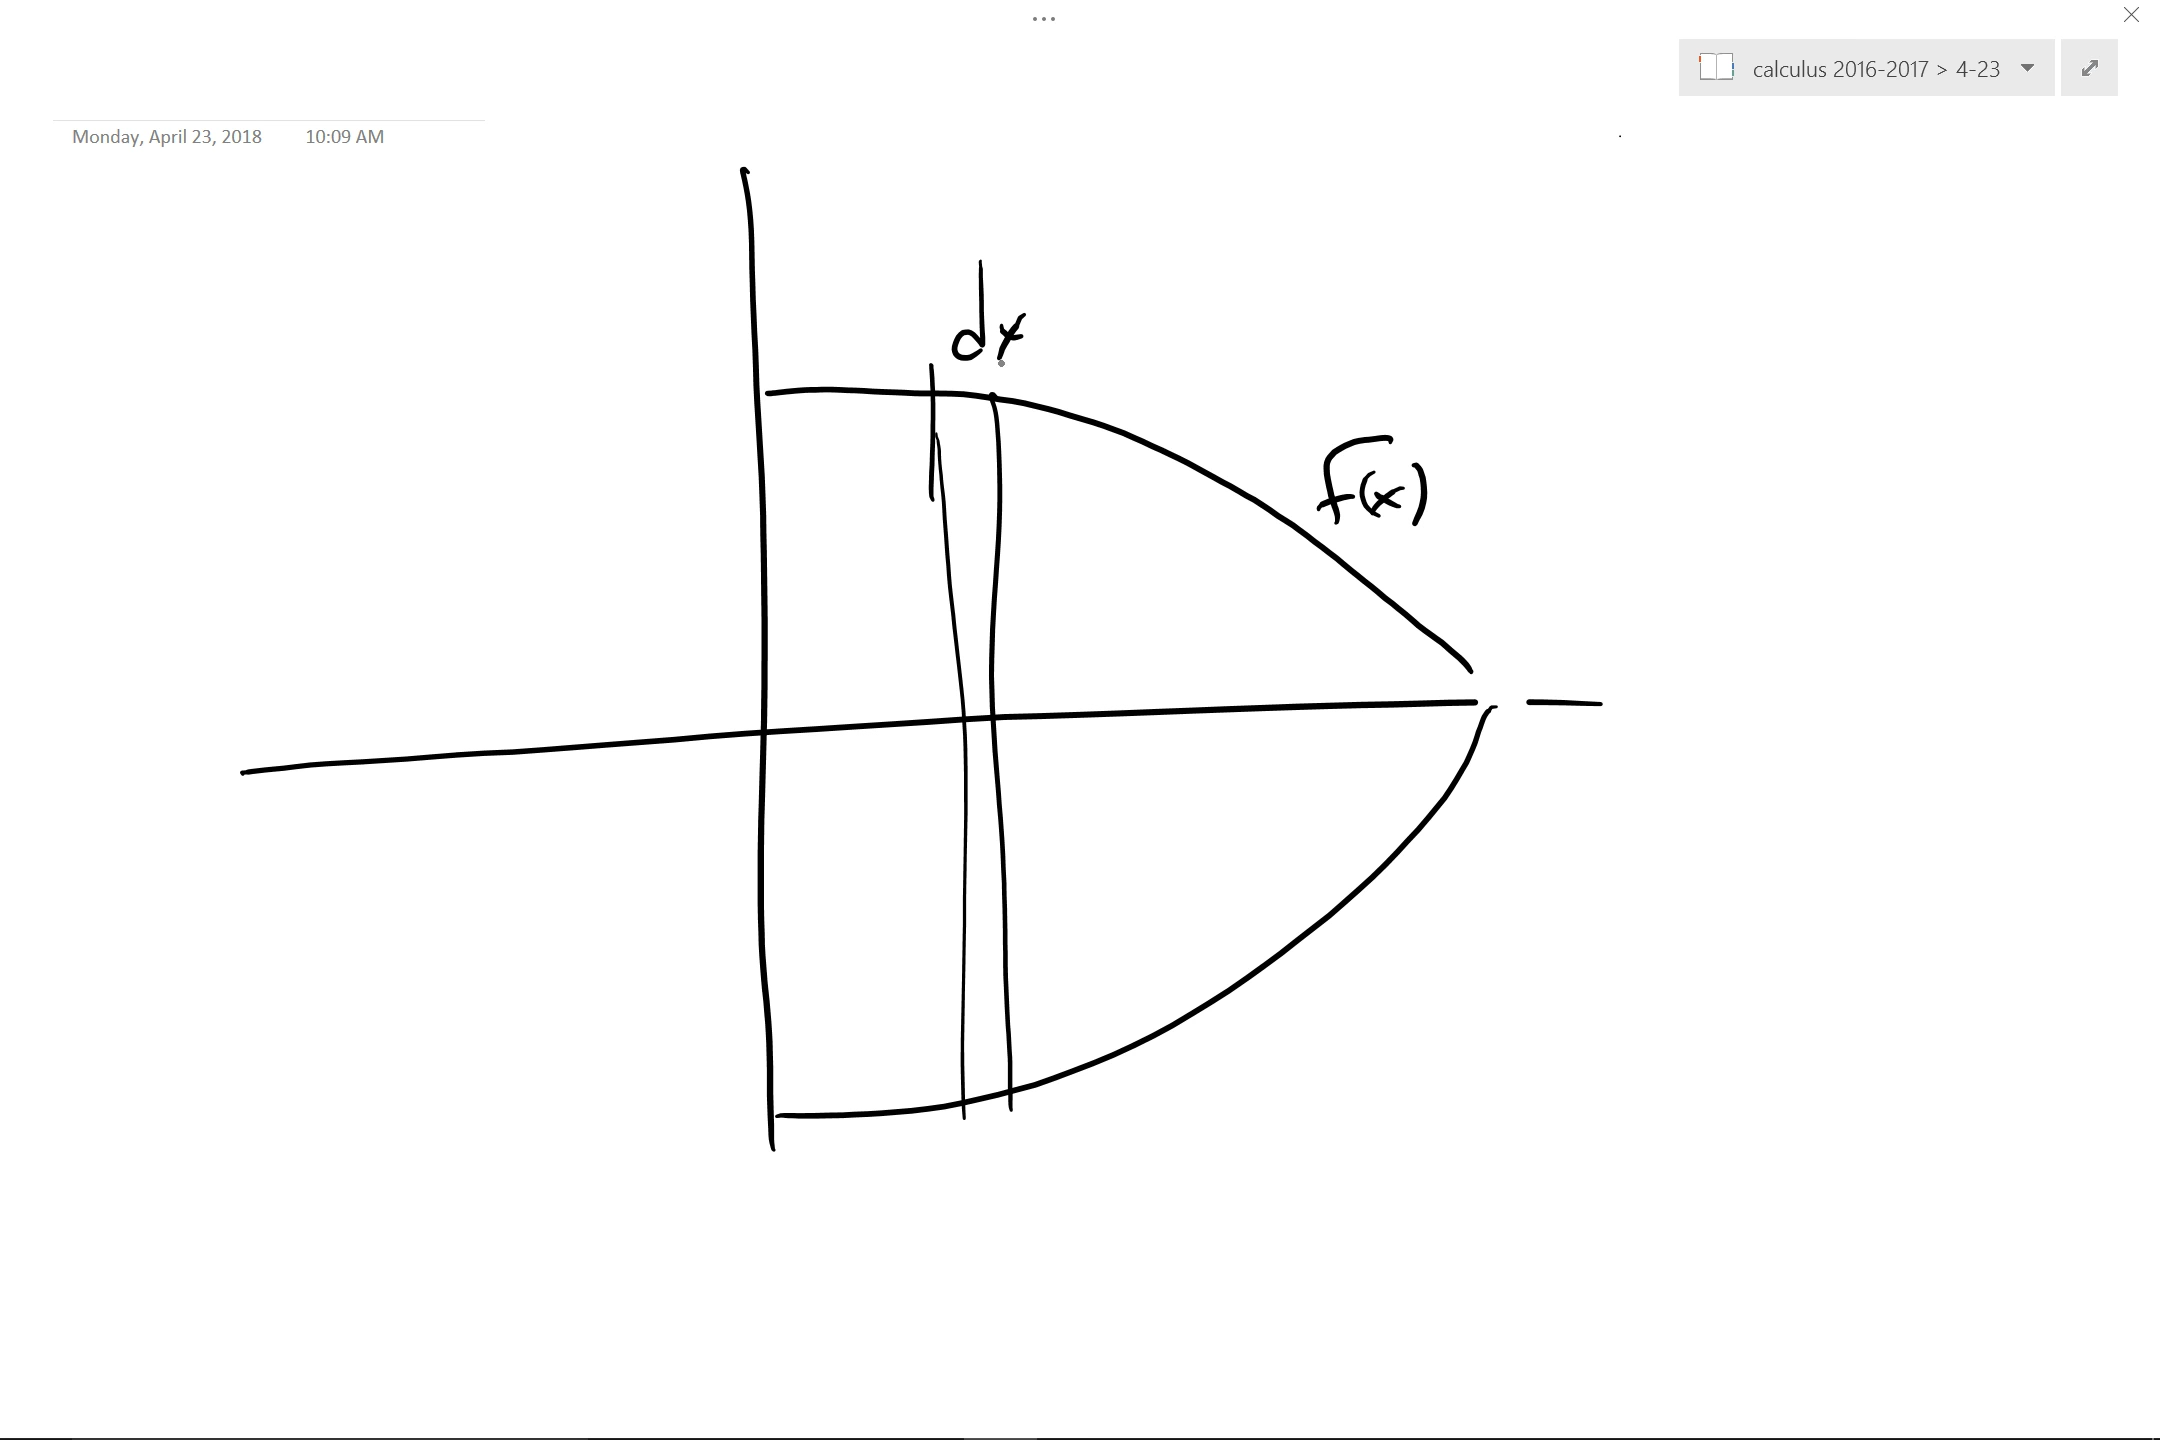 calculus 2016-2017 > 4-23
Monday, April 23, 2018 10:09 AM
dx
f(x)